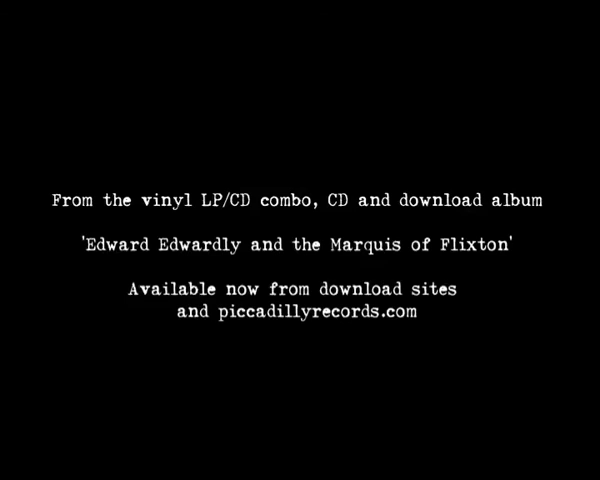 From the vinyl LP/CD combo, CD and download album
'Edward Edwardly and the Marquis of Flixton'
Available now from download sites
and piccadillyrecords.com